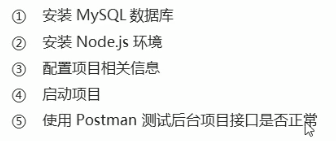 ① 安装 MySQL 数据库
② 安装 Node.js 环境
③ 配置项目相关信息
④ 启动项目
⑤ 使用 Postman 测试后台项目接口是否正常